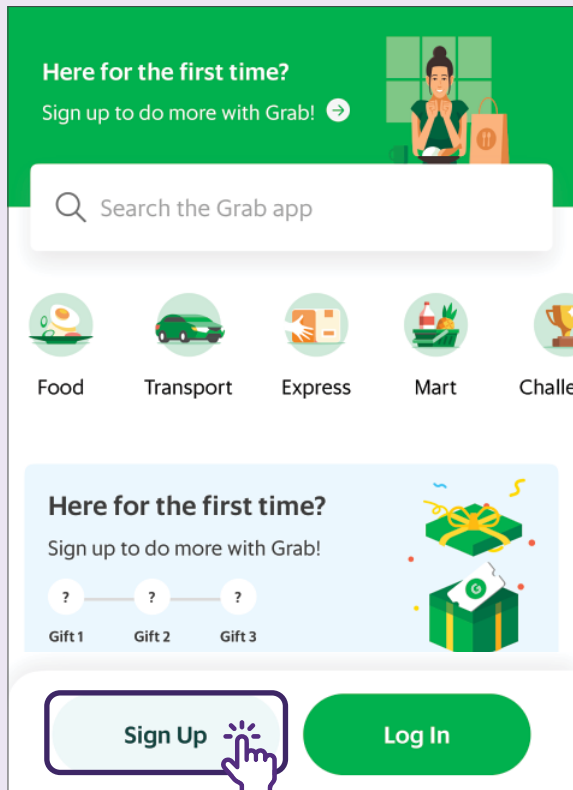 Here for the first time?
Sign up to do more with Grab!
Search the Grab app
Food Transport Express Mart Challe
Here for the first time?
Sign up to do more with Grab!
? ? ?
Gift 1 Gift 2 Gift 3
Sign Up Log In